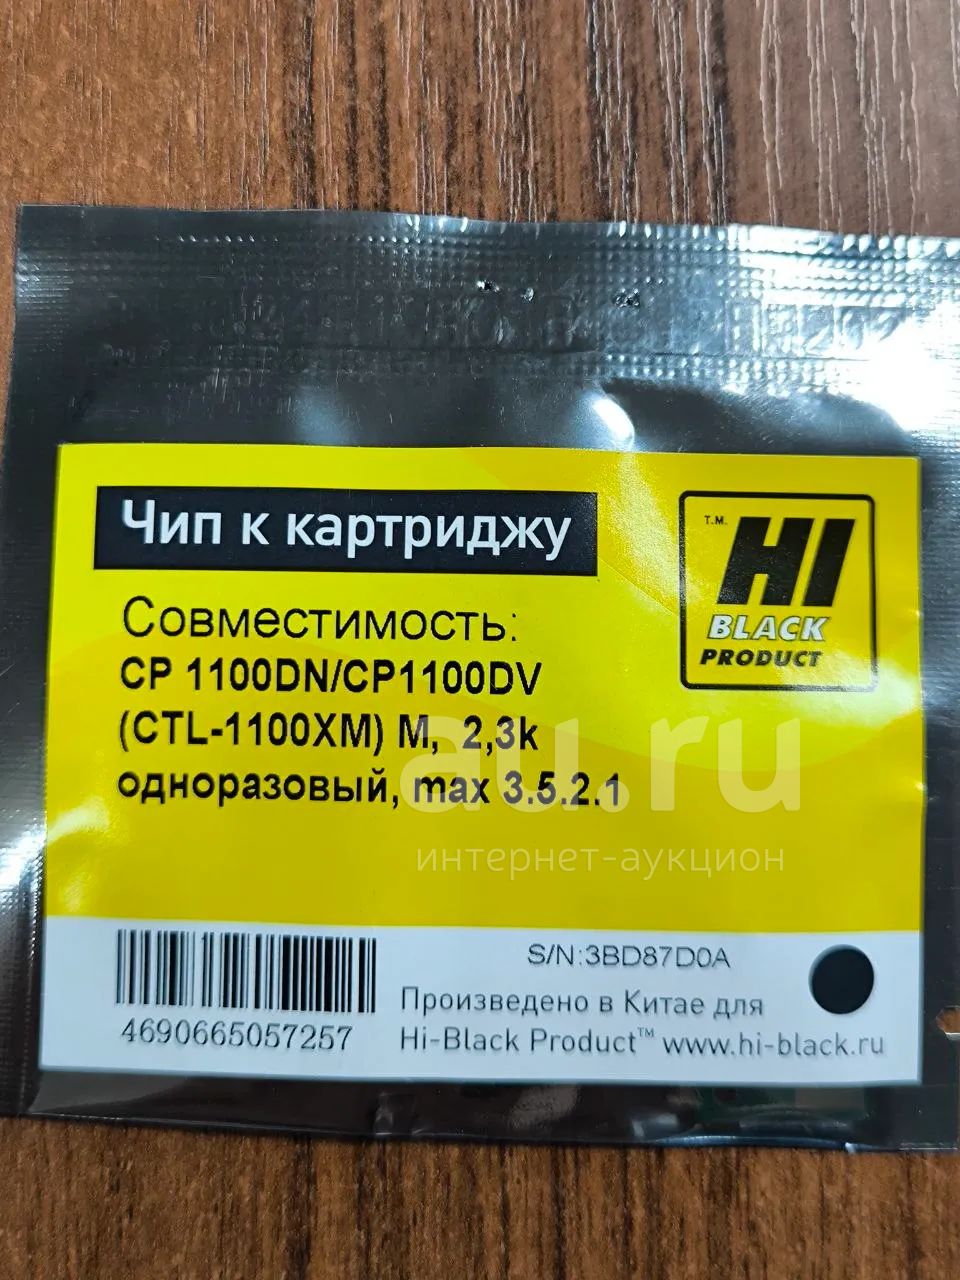 Чип к картриджу
T.M.
HI
BLACK
PRODUCT
Совместимость:
CP 1100DN/CP1100DV
(CTL-1100XM) M, 2,3k
одноразовый, max 3.5.2.1
au.ru
интернет-аукцион
S/N:3BD87D0A
Произведено в Китае для
4690665057257
Hi-Black Product™ www.hi-black.ru